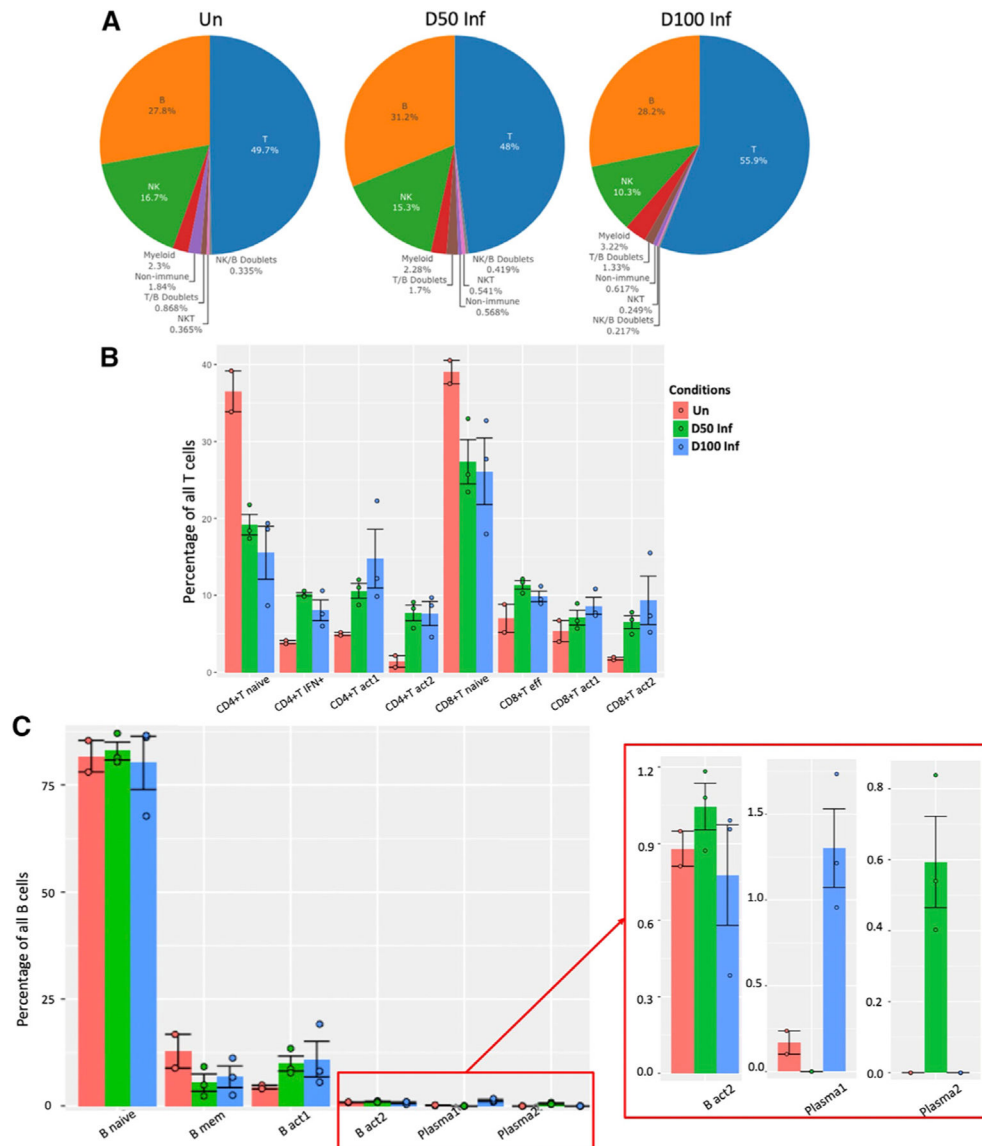 A
Un
D50 Inf
D100 Inf
B
27.8%
T
49.7%
NK
16.7%
Myeloid
2.3%
Non-immune
1.84%
T/B Doublets
0.868%
NKT
0.365%
NK/B Doublets
0.335%
B
31.2%
T
48%
NK
15.3%
Myeloid
2.28%
T/B Doublets
1.7%
NK/B Doublets
0.419%
NKT
0.541%
Non-immune
0.568%
B
28.2%
T
55.9%
NK
10.3%
Myeloid
3.22%
T/B Doublets
1.33%
Non-immune
0.617%
NKT
0.249%
NK/B Doublets
0.217%
B
Percentage of all T cells
40
30
20
10
0
CD4+T naive
CD4+T IFN+
CD4+T act1
CD4+T act2
CD8+T naive
CD8+T eff
CD8+T act1
CD8+T act2
Conditions
Un
D50 Inf
D100 Inf
C
Percentage of all B cells
75
50
25
0
B naive
B mem
B act1
B act2
Plasma1
Plasma2
1.2
0.9
0.6
0.3
0.0
B act2
1.5
1.0
0.5
0.0
Plasma1
0.8
0.6
0.4
0.2
0.0
Plasma2